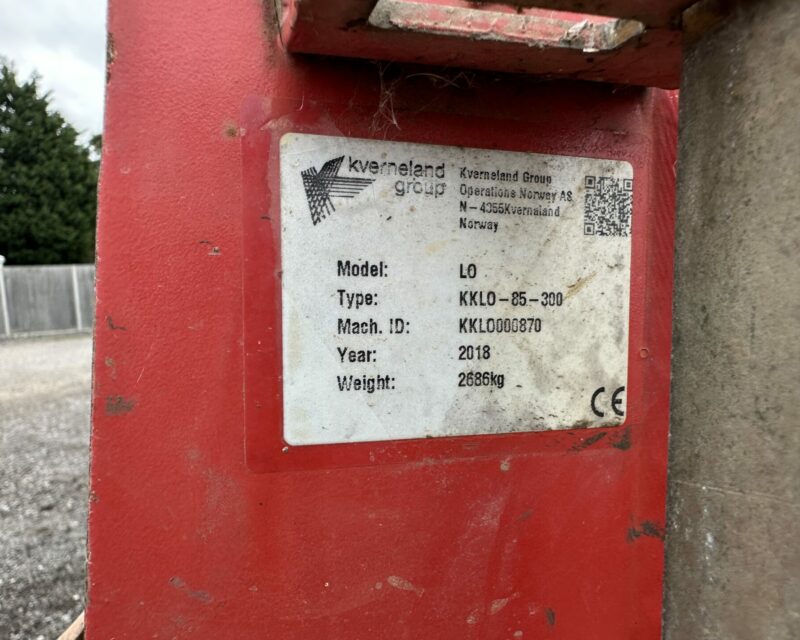 kverneland
group
Kverneland Group
Operations Norway AS
N-4355Kvernaland
Norway
Model: LO
Type: KKLO-85-300
Mach. ID: KKLO000870
Year: 2018
Weight: 2686kg
CE